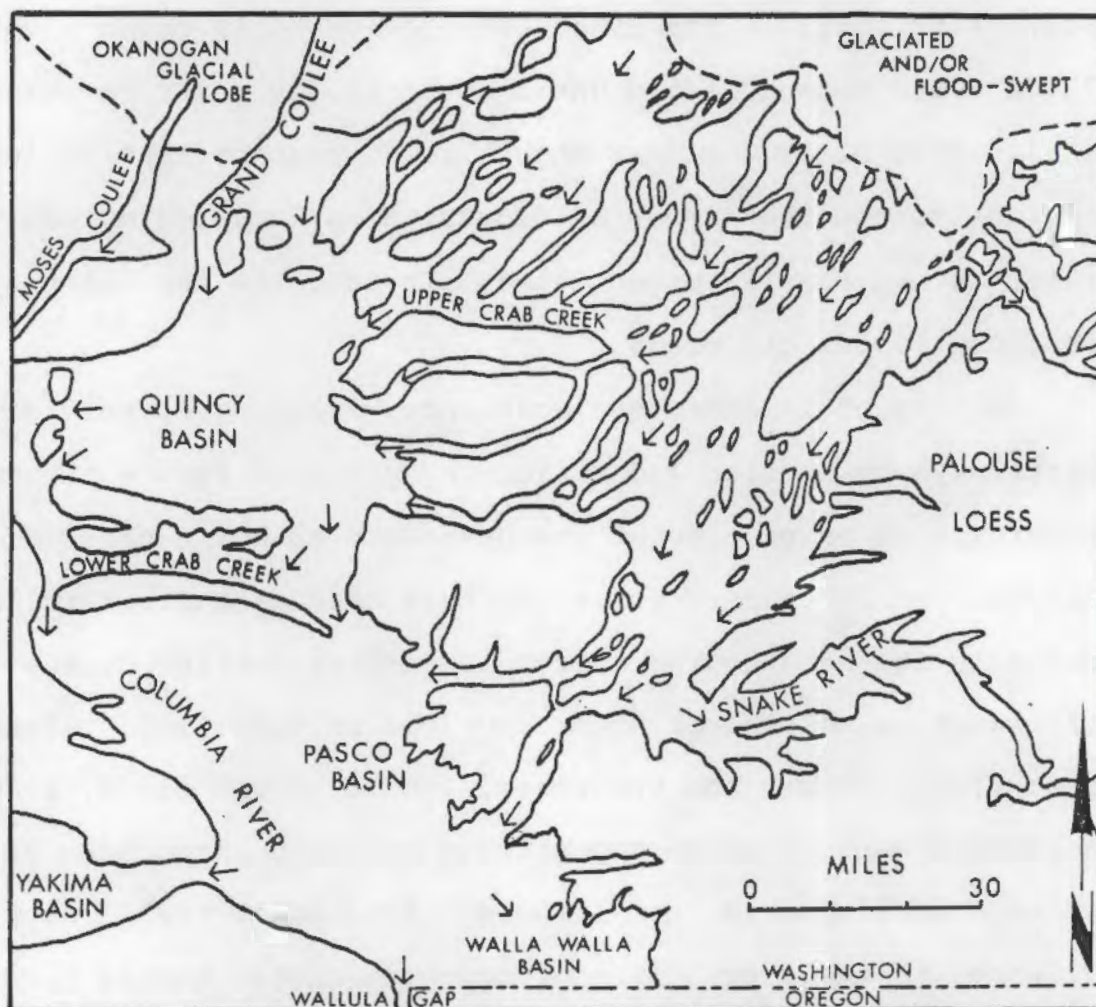 OKANOGAN
GLACIAL
LOBE
GLACIATED
AND/OR
FLOOD-SWEPT
MOSES COULEE
GRAND COULEE
UPPER CRAB CREEK
QUINCY
BASIN
PALOUSE
LOESS
LOWER CRAB CREEK
COLUMBIA
RIVER
SNAKE RIVER
PASCO
BASIN
YAKIMA
BASIN
MILES
0 30
WALLA WALLA
BASIN
WASHINGTON
OREGON
WALLULA GAP
N